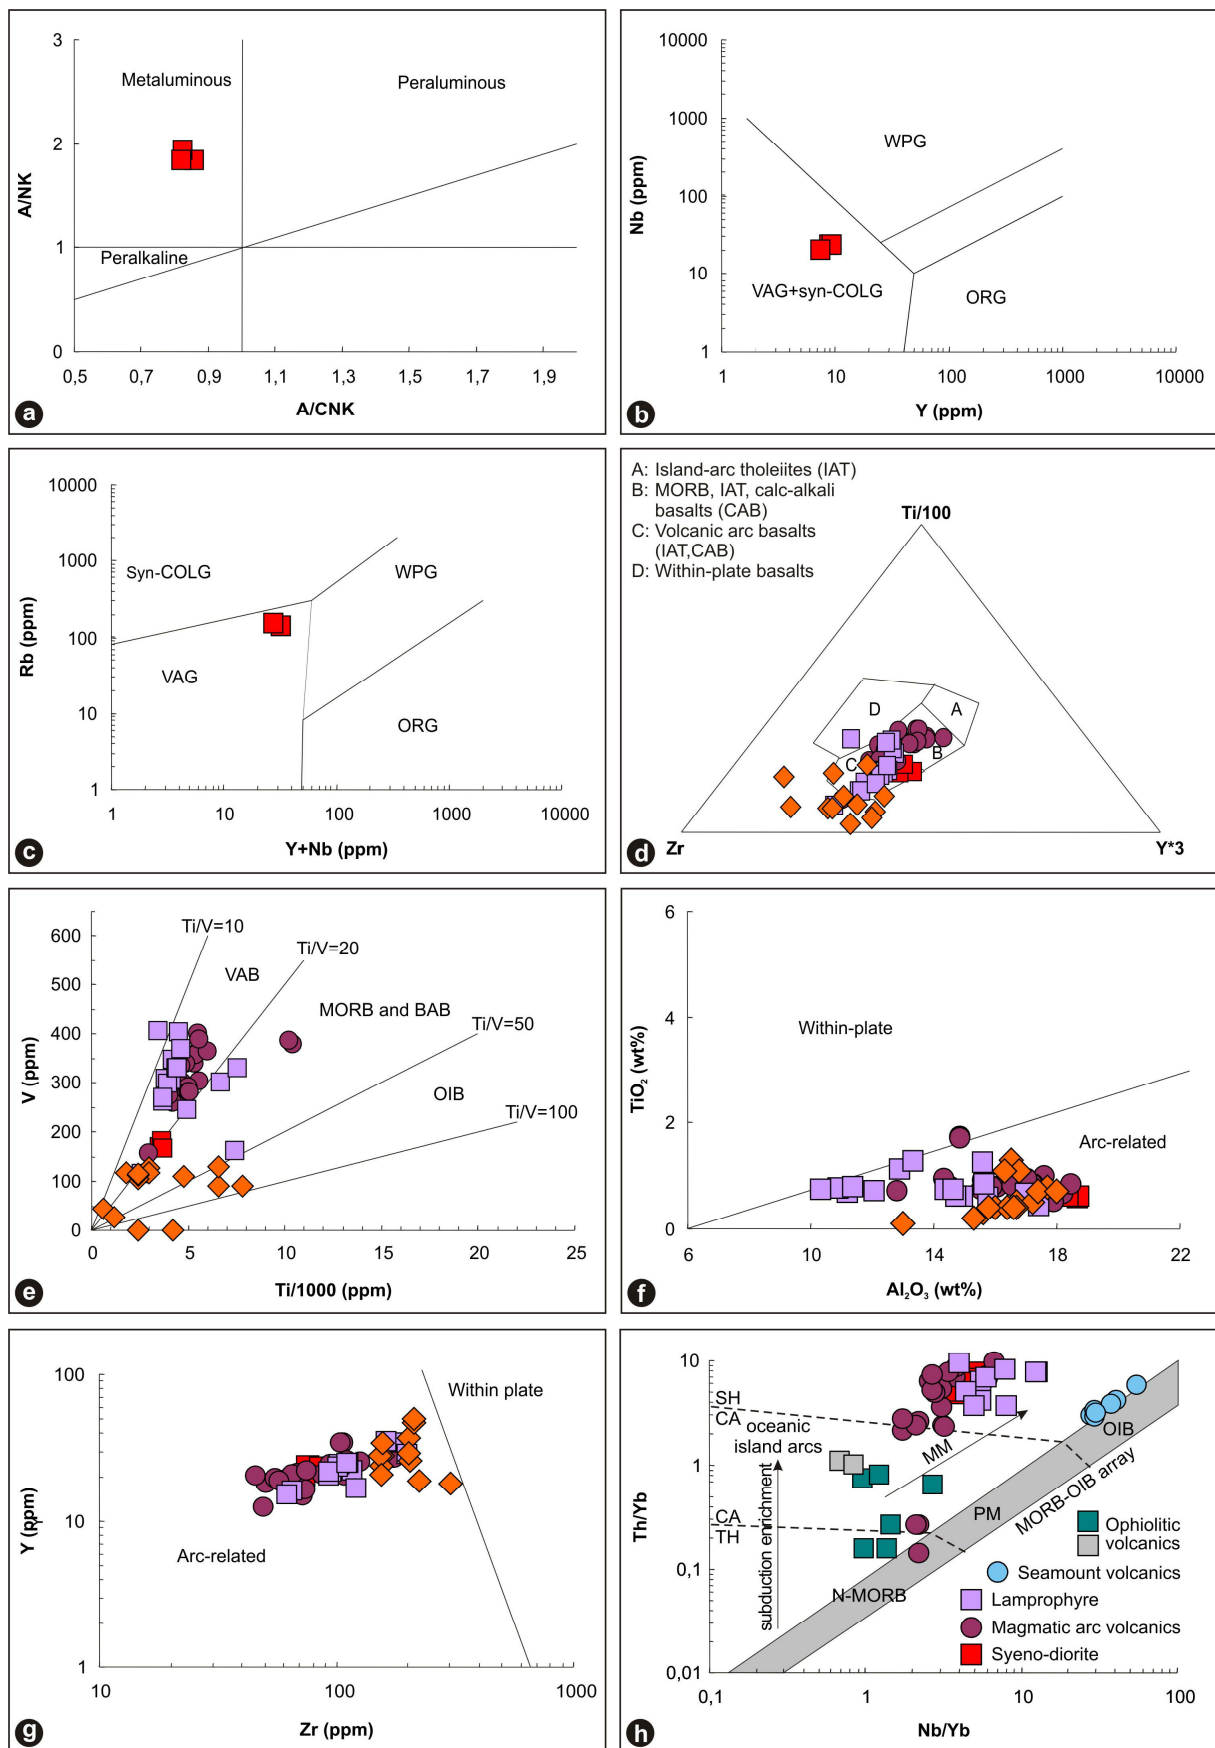 3
2
1
0
A/NK
Metaluminous
Peraluminous
Peralkaline
0,5 0,7 0,9 1,1 1,3 1,5 1,7 1,9
A/CNK
a
10000
1000
100
10
1
Nb (ppm)
WPG
VAG+syn-COLG
ORG
1 10 100 1000 10000
Y (ppm)
b
10000
1000
100
10
1
Rb (ppm)
Syn-COLG
WPG
VAG
ORG
1 10 100 1000 10000
Y+Nb (ppm)
c
A: Island-arc tholeiites (IAT)
B: MORB, IAT, calc-alkali
basalts (CAB)
C: Volcanic arc basalts
(IAT,CAB)
D: Within-plate basalts
Ti/100
D
A
B
C
Zr
Y*3
d
600
500
400
300
200
100
0
V (ppm)
Ti/V=10
Ti/V=20
VAB
MORB and BAB
Ti/V=50
OIB
Ti/V=100
0 5 10 15 20 25
Ti/1000 (ppm)
e
6
4
2
0
TiO₂ (wt%)
Within-plate
Arc-related
6 10 14 18 22
Al₂O₃ (wt%)
f
100
10
1
Y (ppm)
Within plate
Arc-related
10 100 1000
Zr (ppm)
g
10
1
0,1
0,01
Th/Yb
SH
CA
oceanic
island arcs
CA
TH
subduction enrichment
MM
OIB
PM
MORB-OIB array
N-MORB
Ophiolitic
volcanics
Seamount volcanics
Lamprophyre
Magmatic arc volcanics
Syeno-diorite
0,1 1 10 100
Nb/Yb
h